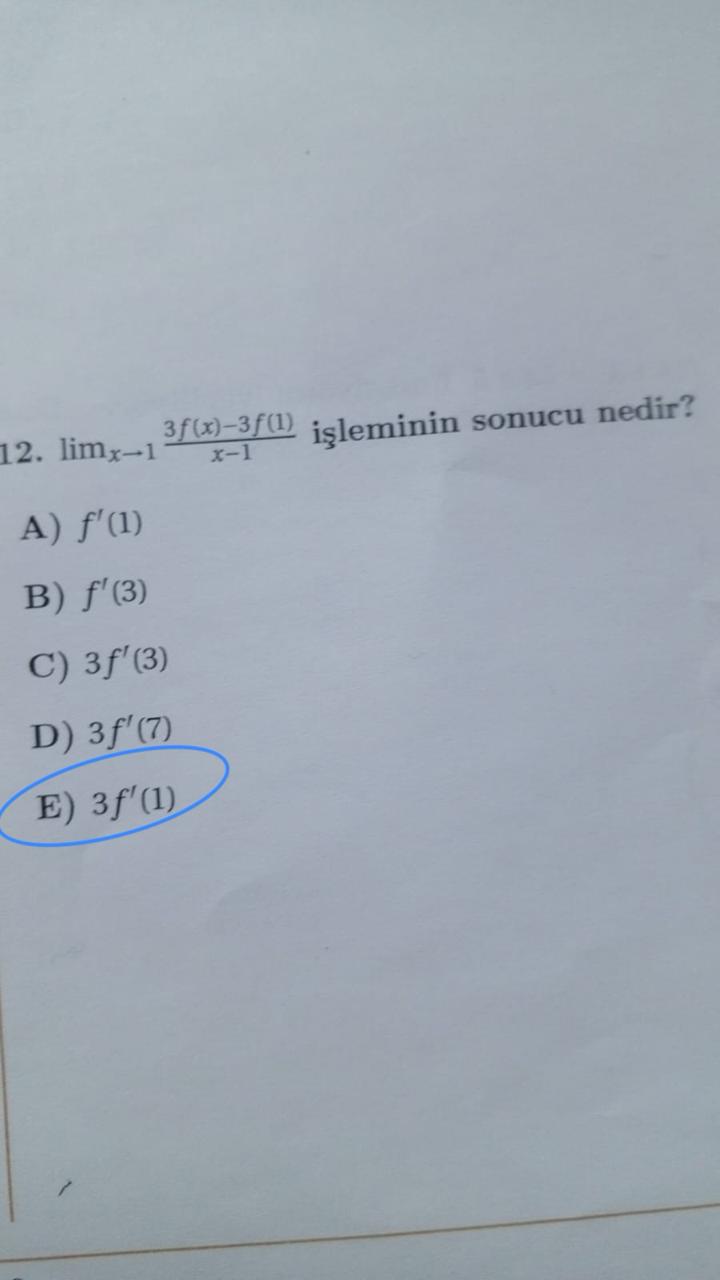 12. lim_{x→1} \frac{3f(x)−3f(1)}{x−1} işleminin sonucu nedir?
A) f′(1)
B) f′(3)
C) 3f′(3)
D) 3f′(7)
E) 3f′(1)